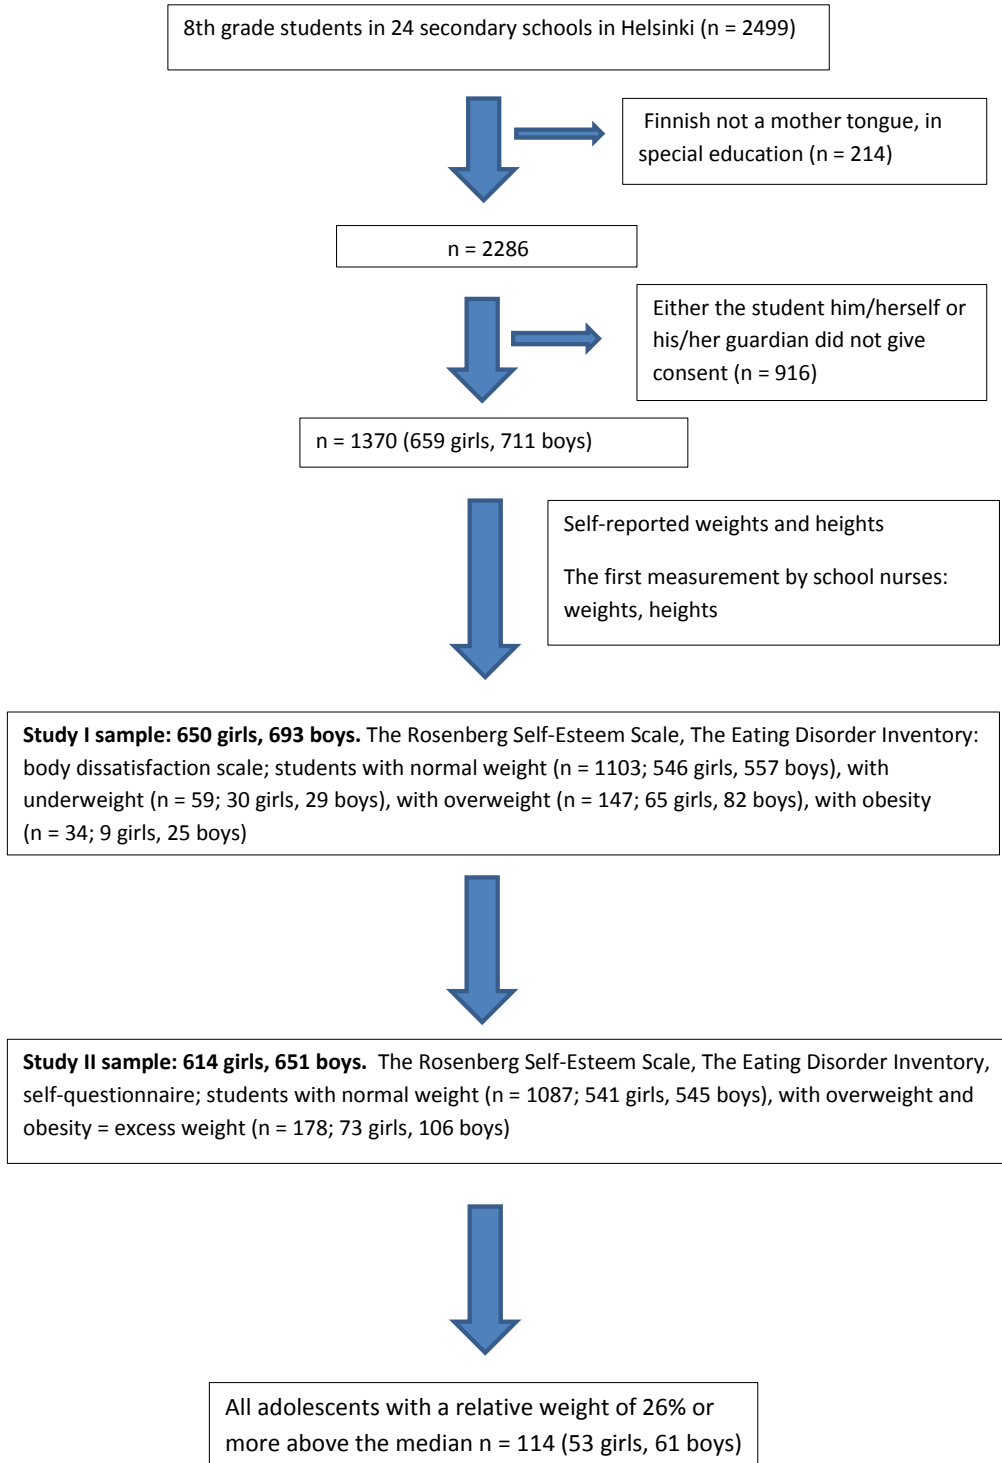 8th grade students in 24 secondary schools in Helsinki (n = 2499)
Finnish not a mother tongue, in
special education (n = 214)
n = 2286
Either the student him/herself or
his/her guardian did not give
consent (n = 916)
n = 1370 (659 girls, 711 boys)
Self-reported weights and heights
The first measurement by school nurses:
weights, heights
Study I sample: 650 girls, 693 boys. The Rosenberg Self-Esteem Scale, The Eating Disorder Inventory:
body dissatisfaction scale; students with normal weight (n = 1103; 546 girls, 557 boys), with
underweight (n = 59; 30 girls, 29 boys), with overweight (n = 147; 65 girls, 82 boys), with obesity
(n = 34; 9 girls, 25 boys)
Study II sample: 614 girls, 651 boys. The Rosenberg Self-Esteem Scale, The Eating Disorder Inventory,
self-questionnaire; students with normal weight (n = 1087; 541 girls, 545 boys), with overweight and
obesity = excess weight (n = 178; 73 girls, 106 boys)
All adolescents with a relative weight of 26% or
more above the median n = 114 (53 girls, 61 boys)